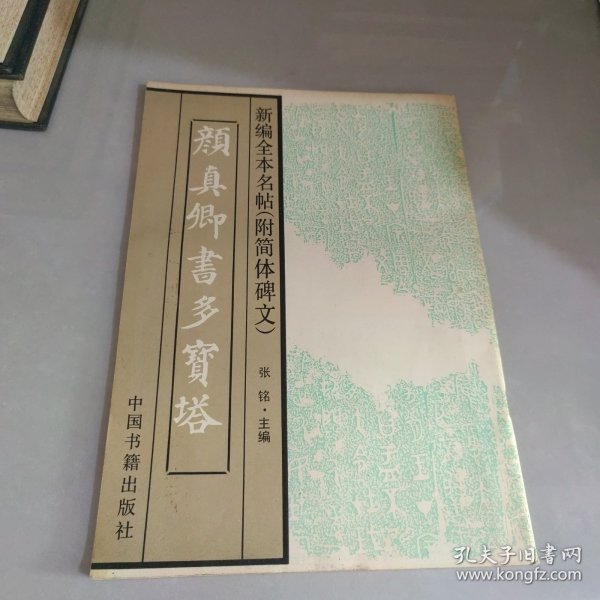 新编全本名帖(附简体碑文)
张铭·主编
顏真卿書多寶塔
中国书籍出版社
孔夫子旧书网
www.kongfz.com